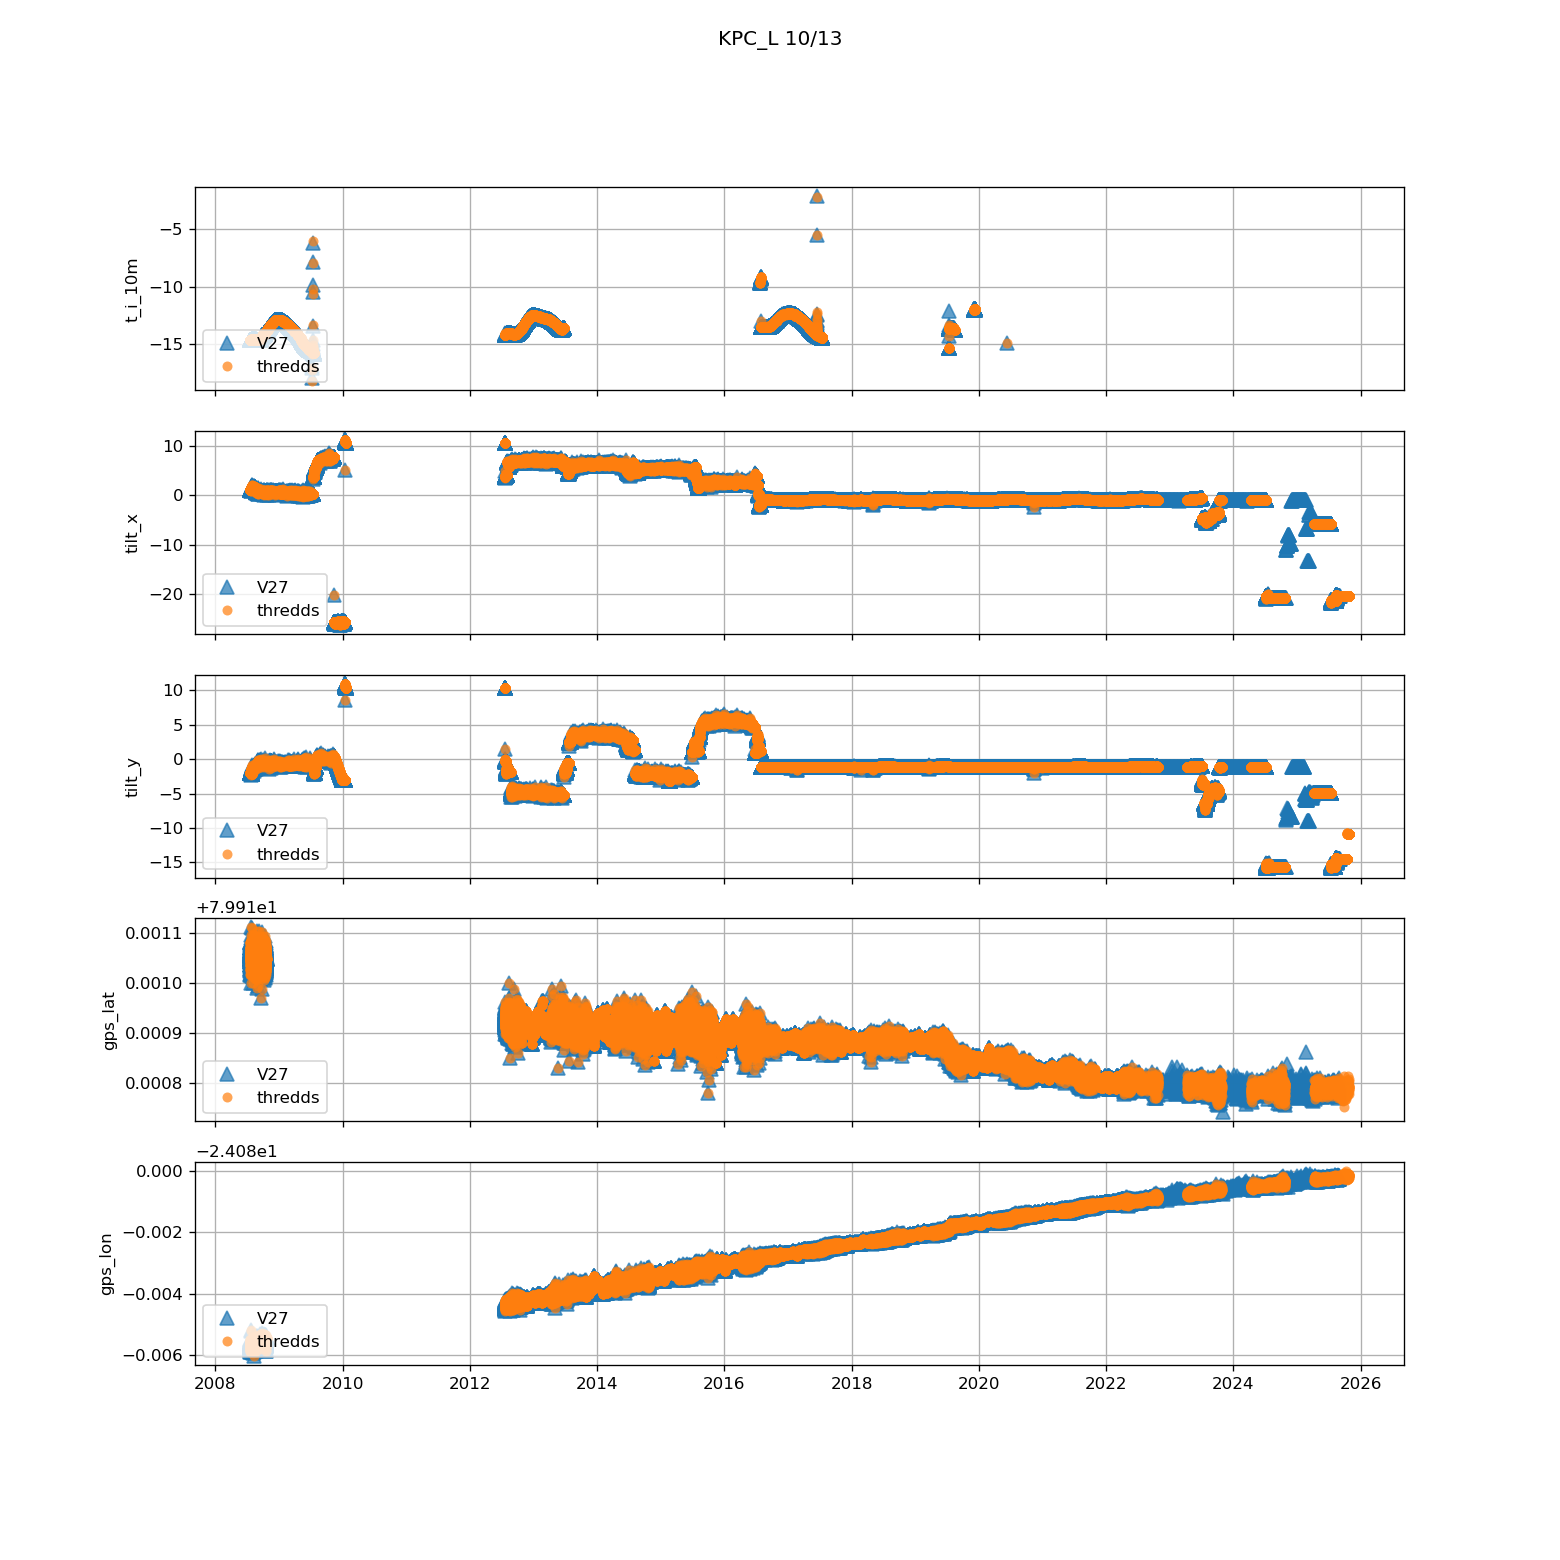 KPC_L 10/13
t_i_10m
−5
−10
−15
V27
thredds
tilt_x
10
0
−10
−20
V27
thredds
tilt_y
10
5
0
−5
−10
−15
V27
thredds
+7.991e1
gps_lat
0.0011
0.0010
0.0009
0.0008
V27
thredds
−2.408e1
gps_lon
0.000
−0.002
−0.004
−0.006
V27
thredds
2008 2010 2012 2014 2016 2018 2020 2022 2024 2026